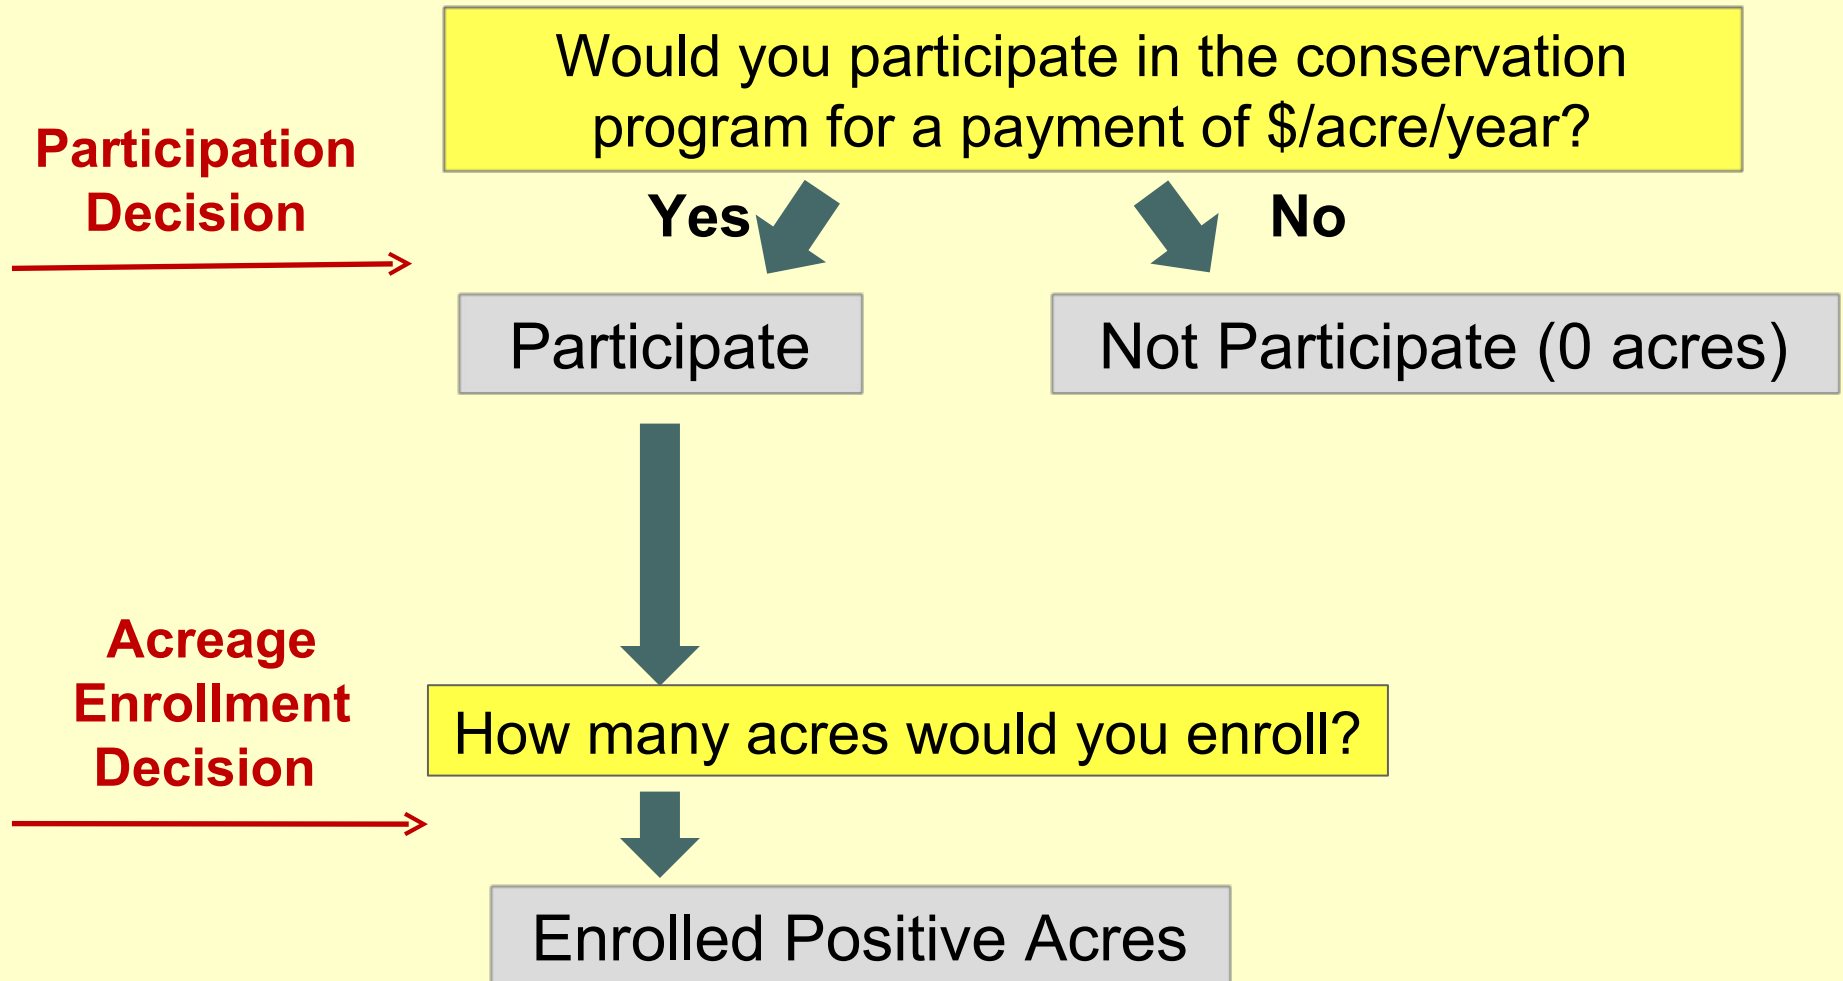 Would you participate in the conservation
program for a payment of $/acre/year?
Participation
Decision
Yes
No
Participate
Not Participate (0 acres)
Acreage
Enrollment
Decision
How many acres would you enroll?
Enrolled Positive Acres